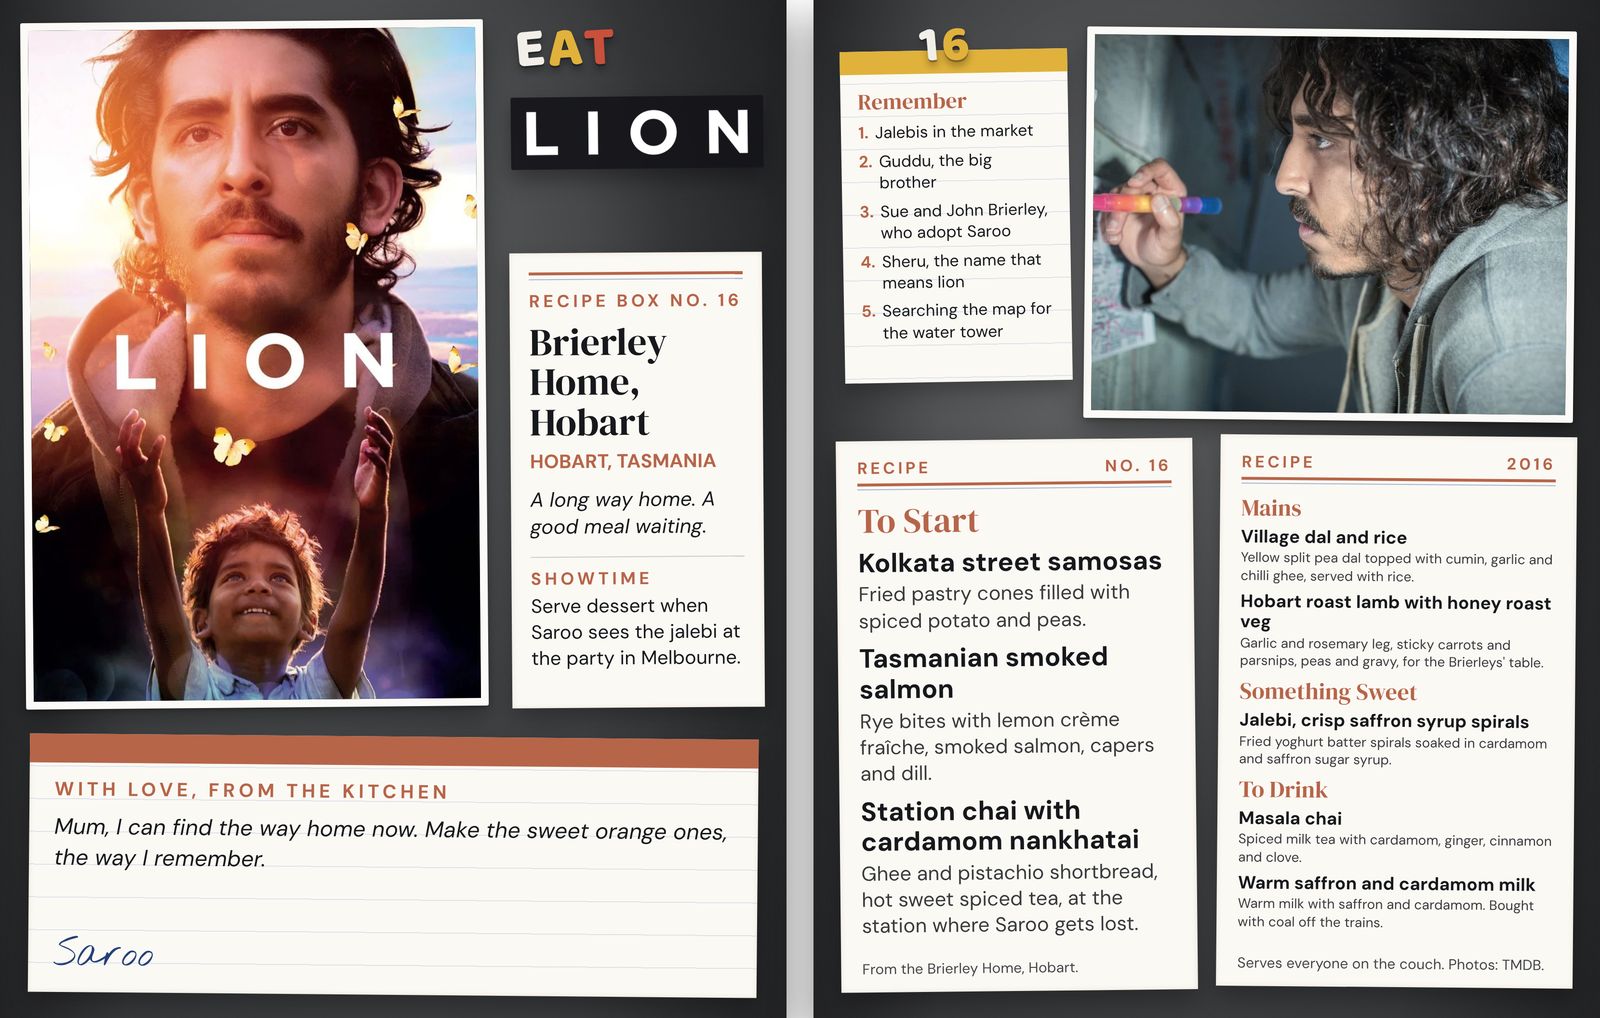 LION
EAT
LION
RECIPE BOX NO. 16
Brierley
Home,
Hobart
HOBART, TASMANIA
A long way home. A
good meal waiting.
SHOWTIME
Serve dessert when
Saroo sees the jalebi at
the party in Melbourne.
WITH LOVE, FROM THE KITCHEN
Mum, I can find the way home now. Make the sweet orange ones,
the way I remember.
Saroo
16
Remember
1. Jalebis in the market
2. Guddu, the big
brother
3. Sue and John Brierley,
who adopt Saroo
4. Sheru, the name that
means lion
5. Searching the map for
the water tower
RECIPE NO. 16
To Start
Kolkata street samosas
Fried pastry cones filled with
spiced potato and peas.
Tasmanian smoked
salmon
Rye bites with lemon crème
fraîche, smoked salmon, capers
and dill.
Station chai with
cardamom nankhatai
Ghee and pistachio shortbread,
hot sweet spiced tea, at the
station where Saroo gets lost.
From the Brierley Home, Hobart.
RECIPE 2016
Mains
Village dal and rice
Yellow split pea dal topped with cumin, garlic and
chilli ghee, served with rice.
Hobart roast lamb with honey roast
veg
Garlic and rosemary leg, sticky carrots and
parsnips, peas and gravy, for the Brierleys' table.
Something Sweet
Jalebi, crisp saffron syrup spirals
Fried yoghurt batter spirals soaked in cardamom
and saffron sugar syrup.
To Drink
Masala chai
Spiced milk tea with cardamom, ginger, cinnamon
and clove.
Warm saffron and cardamom milk
Warm milk with saffron and cardamom. Bought
with coal off the trains.
Serves everyone on the couch. Photos: TMDB.